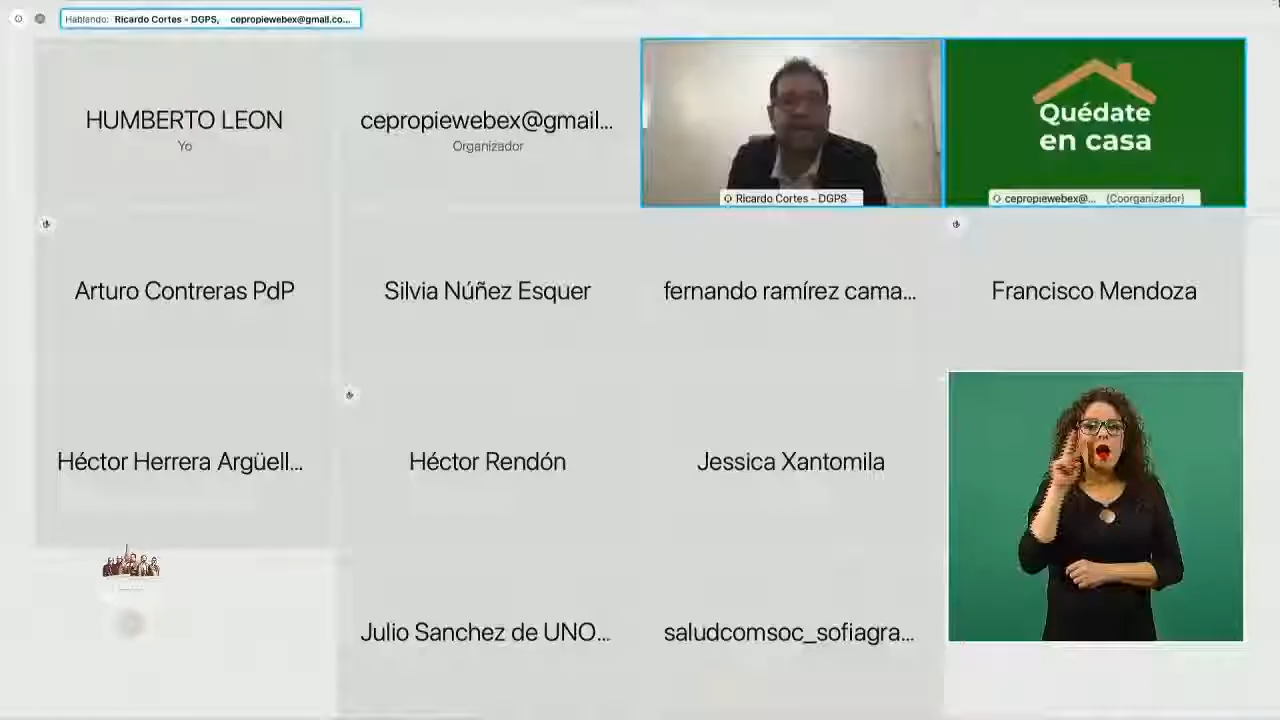 Hablando: Ricardo Cortes - DGPS, cepropiewebex@gmail.co...
HUMBERTO LEON
Yo
cepropiewebex@gmail...
Organizador
Ricardo Cortes - DGPS
Quédate
en casa
cepropiewebex@... (Coorganizador)
Arturo Contreras PdP
Silvia Núñez Esquer
fernando ramírez cama...
Francisco Mendoza
Héctor Herrera Argüell...
Héctor Rendón
Jessica Xantomila
Julio Sanchez de UNO...
saludcomsoc_sofiagra...